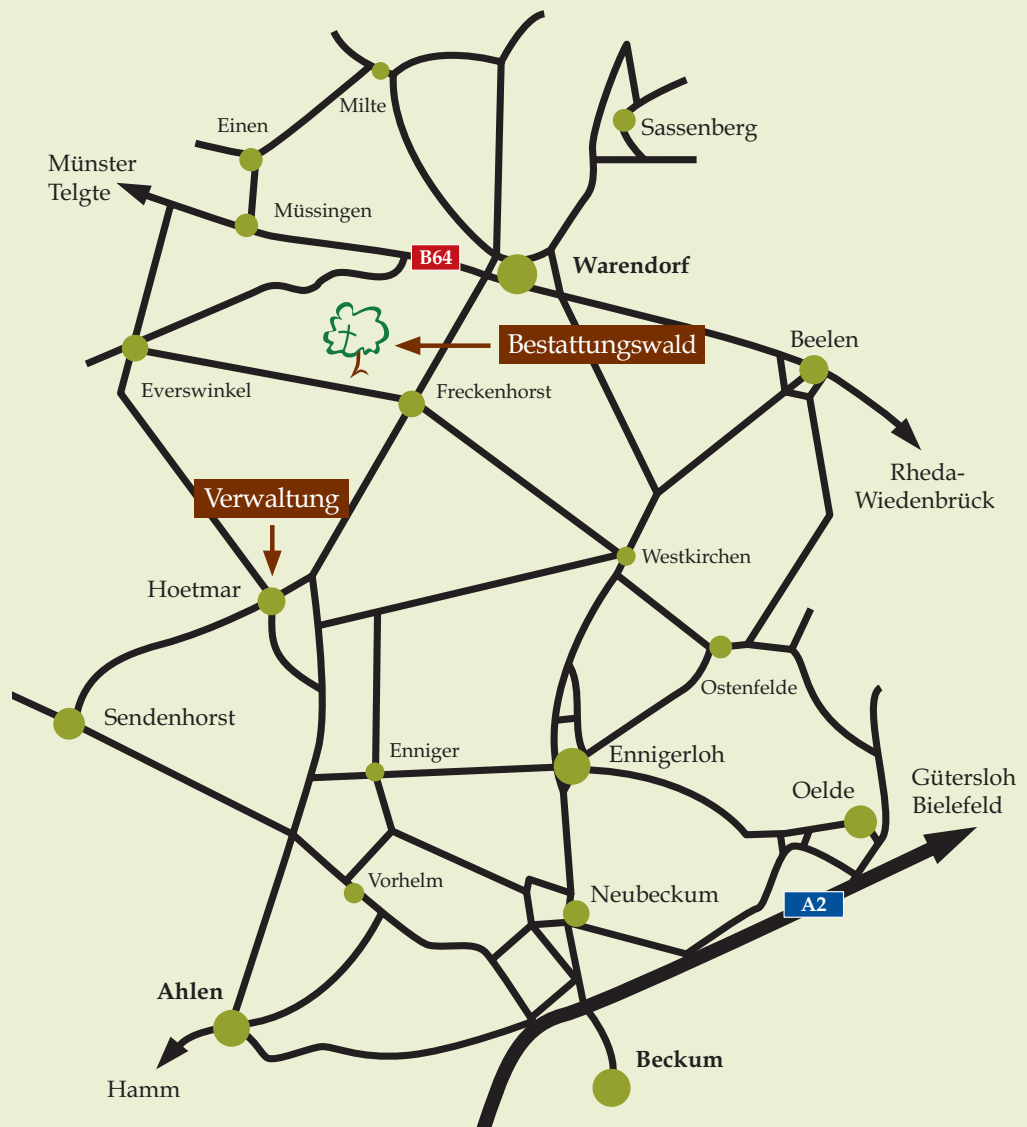 Milte
Einen
Sassenberg
Münster
Telgte
Müssingen
B64
Warendorf
Bestattungswald
Beelen
Everswinkel
Freckenhorst
Rheda-
Wiedenbrück
Verwaltung
Westkirchen
Hoetmar
Ostenfelde
Sendenhorst
Enniger
Ennigerloh
Oelde
Gütersloh
Bielefeld
Vorhelm
Neubeckum
A2
Ahlen
Beckum
Hamm